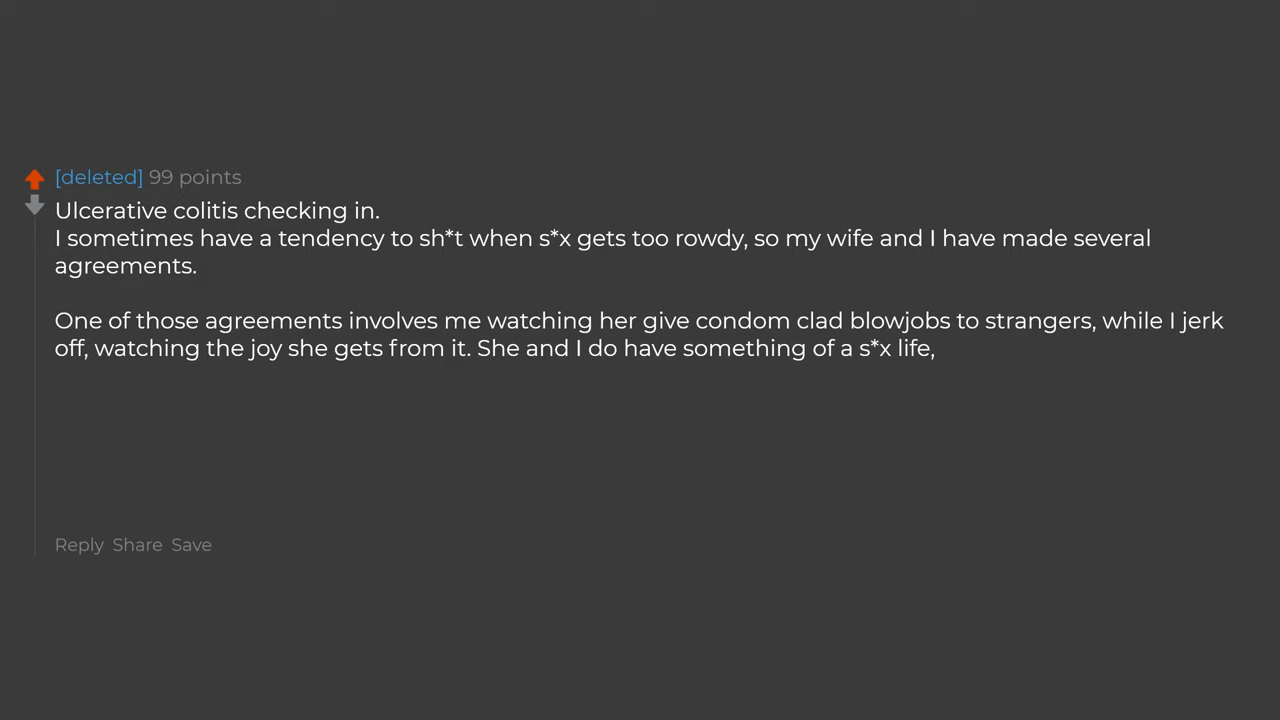 [deleted] 99 points
Ulcerative colitis checking in.
I sometimes have a tendency to sh*t when s*x gets too rowdy, so my wife and I have made several
agreements.
One of those agreements involves me watching her give condom clad blowjobs to strangers, while I jerk
off, watching the joy she gets from it. She and I do have something of a s*x life,
Reply Share Save